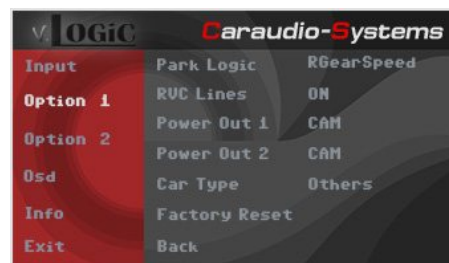 v.LOGiC Caraudio-Systems
Input Park Logic RGearSpeed
Option 1 RVC Lines ON
Power Out 1 CAM
Option 2 Power Out 2 CAM
Osd Car Type Others
Info Factory Reset
Exit Back